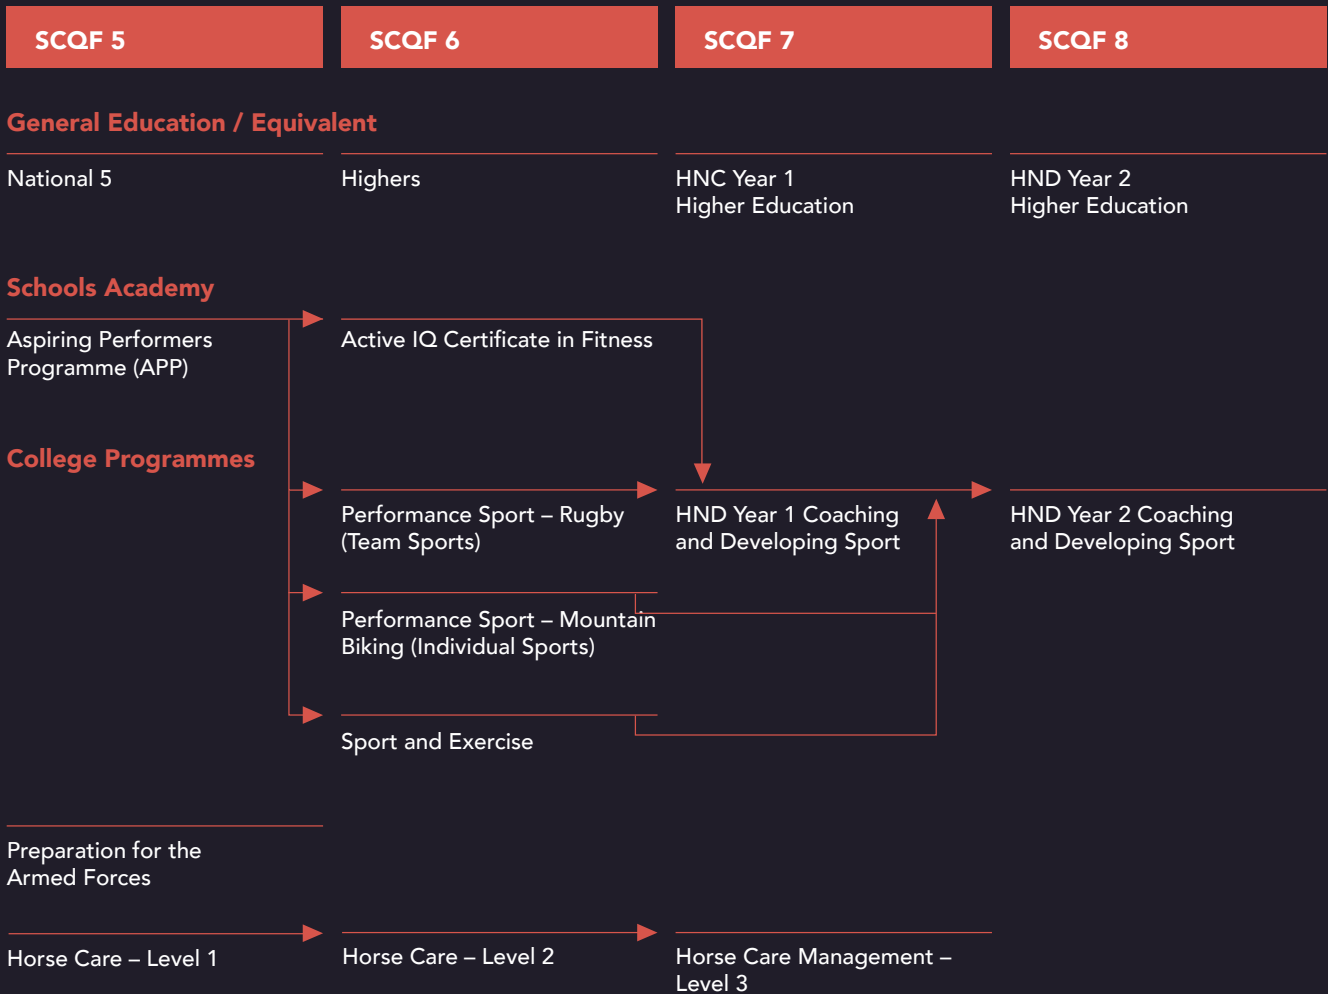 SCQF 5
SCQF 6
SCQF 7
SCQF 8
General Education / Equivalent
National 5
Highers
HNC Year 1
Higher Education
HND Year 2
Higher Education
Schools Academy
Aspiring Performers
Programme (APP)
Active IQ Certificate in Fitness
College Programmes
Performance Sport – Rugby
(Team Sports)
HND Year 1 Coaching
and Developing Sport
HND Year 2 Coaching
and Developing Sport
Performance Sport – Mountain
Biking (Individual Sports)
Sport and Exercise
Preparation for the
Armed Forces
Horse Care – Level 1
Horse Care – Level 2
Horse Care Management –
Level 3